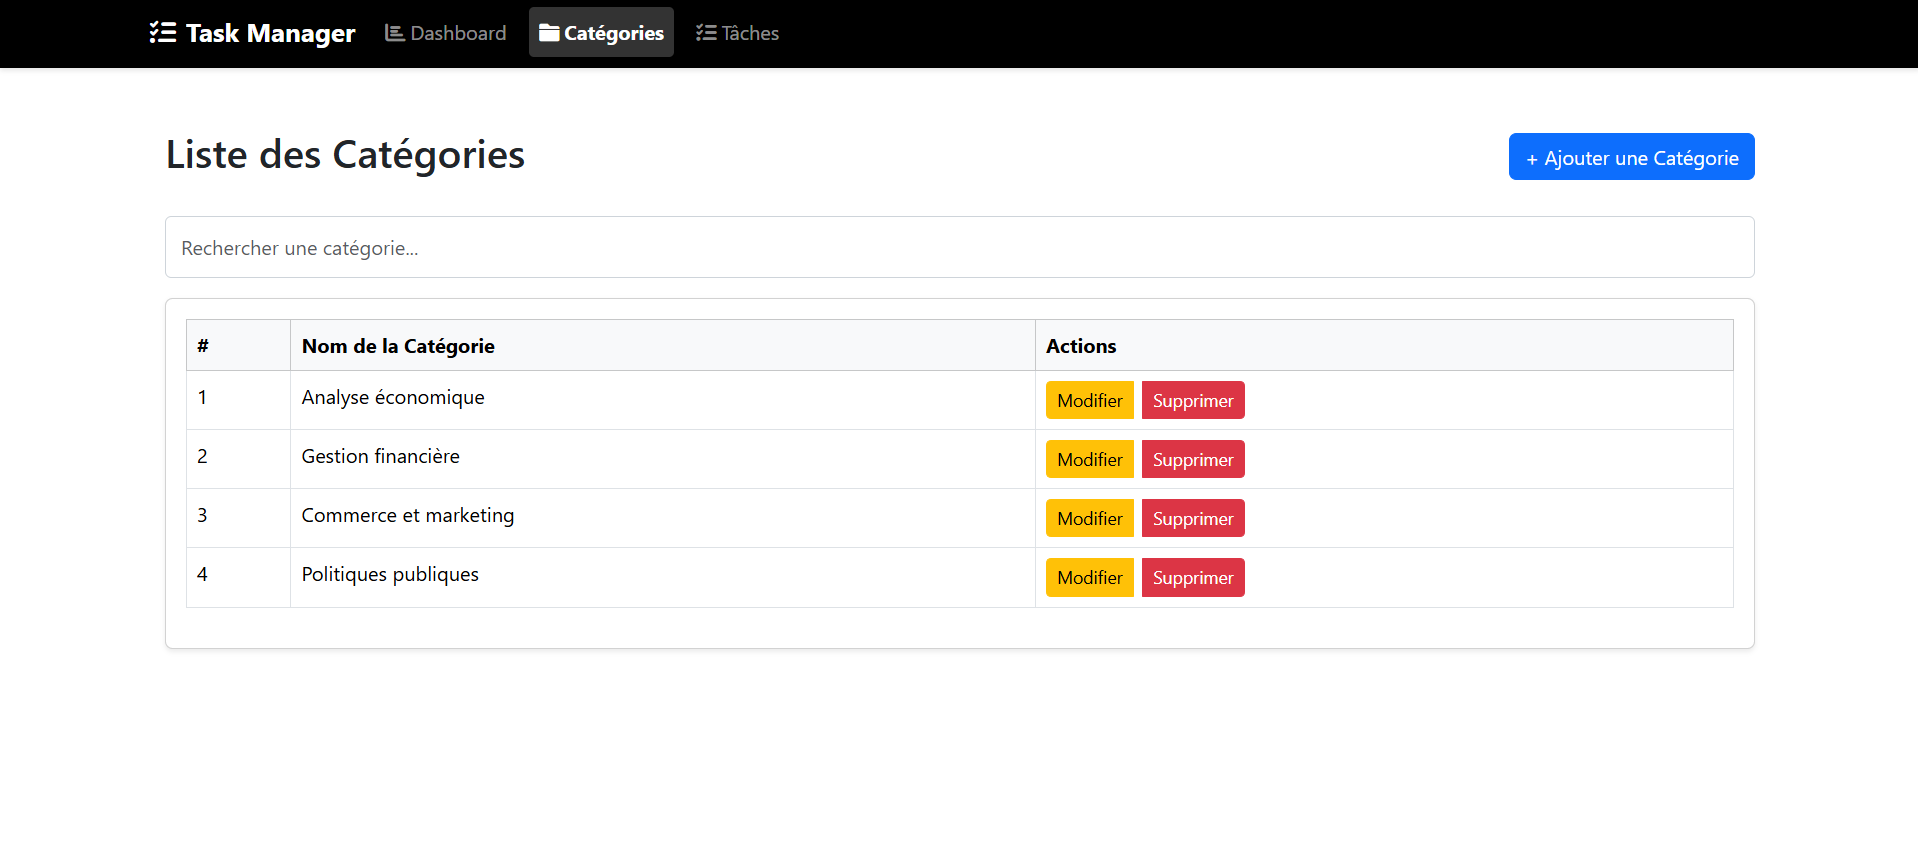 Task Manager Dashboard Catégories Tâches
Liste des Catégories
+ Ajouter une Catégorie
Rechercher une catégorie...
# Nom de la Catégorie Actions
1 Analyse économique Modifier Supprimer
2 Gestion financière Modifier Supprimer
3 Commerce et marketing Modifier Supprimer
4 Politiques publiques Modifier Supprimer